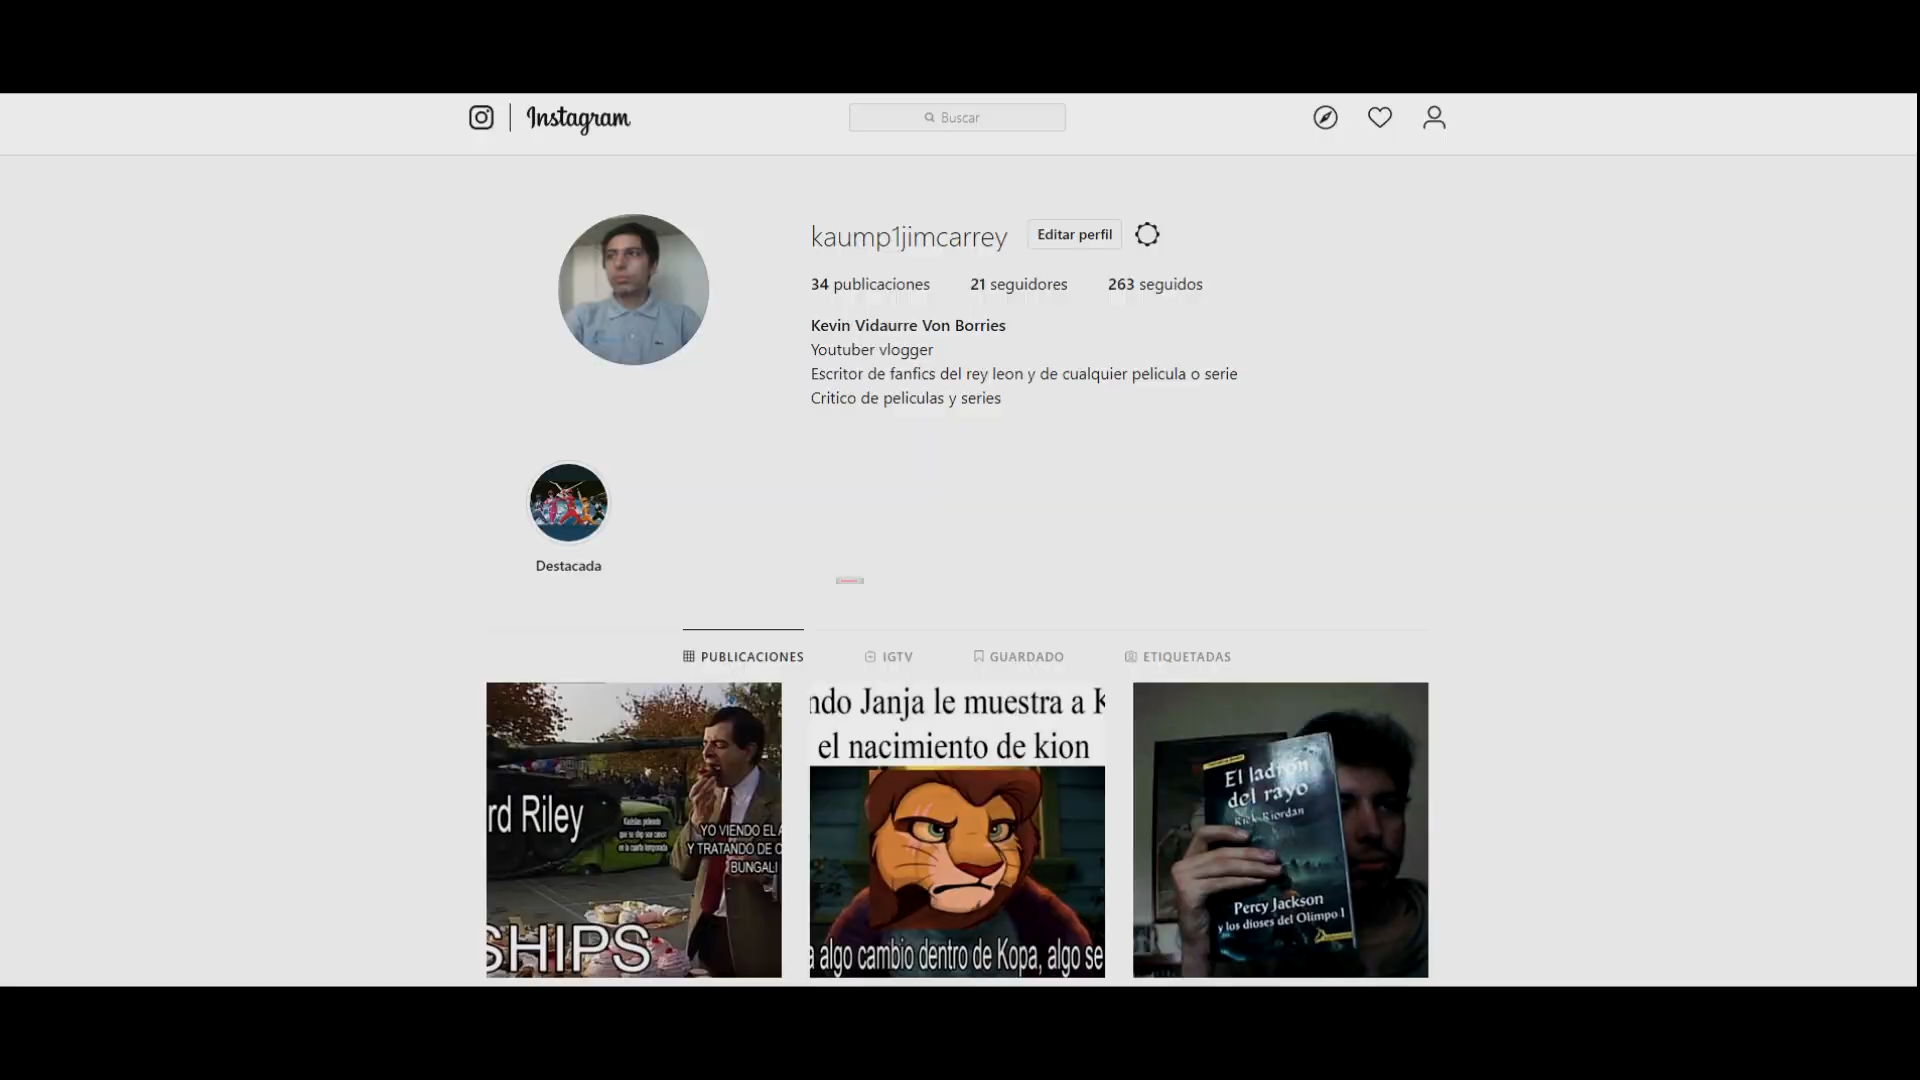 Instagram
Buscar
kaump1jimcarrey
Editar perfil
34 publicaciones
21 seguidores
263 seguidos
Kevin Vidaurre Von Borries
Youtuber vlogger
Escritor de fanfics del rey leon y de cualquier pelicula o serie
Critico de peliculas y series
Destacada
PUBLICACIONES
IGTV
GUARDADO
ETIQUETADAS
rd Riley
YO VIENDO EL A
Y TRATANDO DE C
BUNGALI
SHIPS
ndo Janja le muestra a K
el nacimiento de kion
a algo cambio dentro de Kopa, algo se
El ladrón
del rayo
Rick Riordan
Percy Jackson
y los dioses del Olimpo I